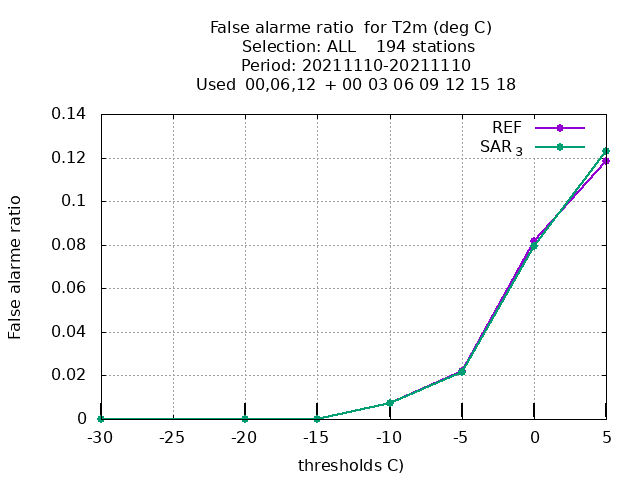 False alarme ratio  for T2m (deg C)
Selection: ALL    194 stations
Period: 20211110-20211110
Used  00,06,12  + 00 03 06 09 12 15 18
0.14
0.12
0.1
0.08
0.06
0.04
0.02
0
False alarme ratio
REF
SAR 3
-30
-25
-20
-15
-10
-5
0
5
thresholds C)